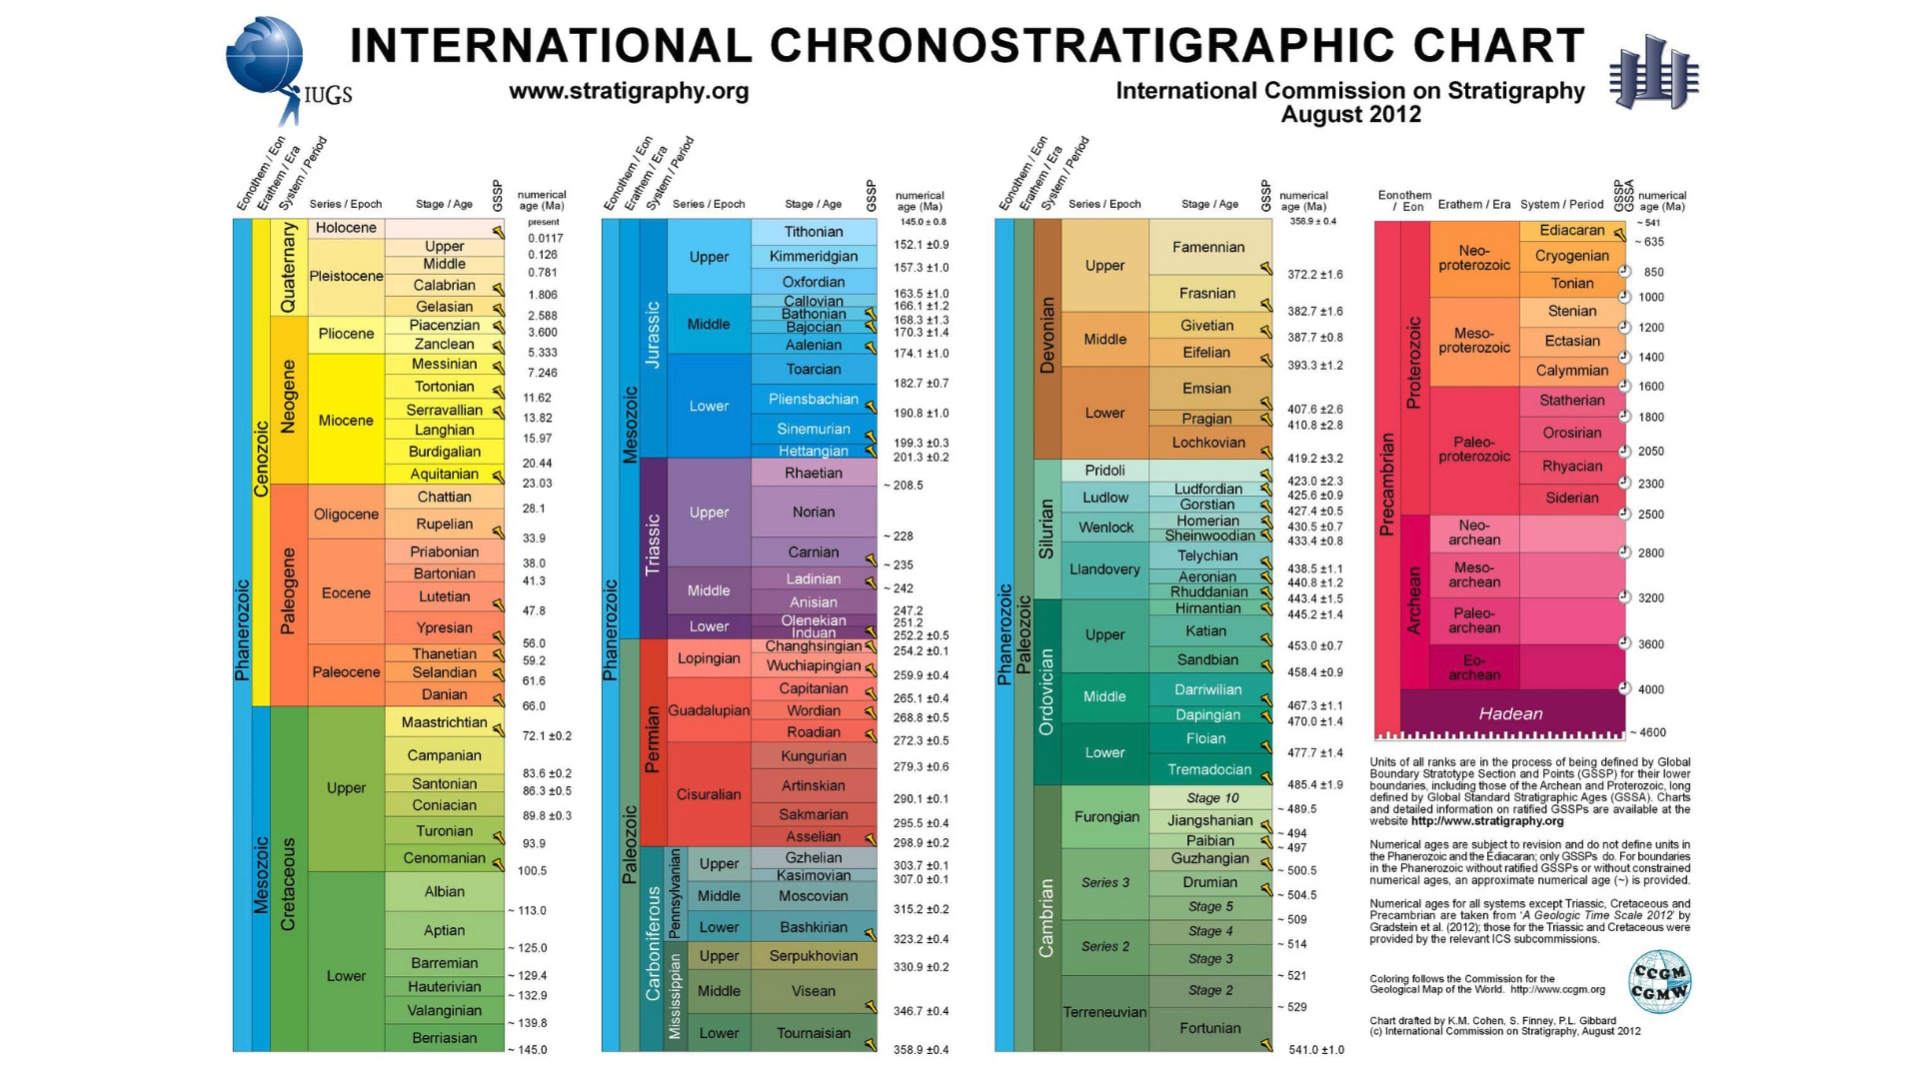 INTERNATIONAL CHRONOSTRATIGRAPHIC CHART
IUGS
www.stratigraphy.org
International Commission on Stratigraphy
August 2012
Eonothem / Eon
Erathem / Era
System / Period
Series / Epoch
Stage / Age
GSSP
numerical
age (Ma)
Phanerozoic
Cenozoic
Mesozoic
Quaternary
Neogene
Paleogene
Cretaceous
Holocene
present
0.0117
Pleistocene
Upper
0.126
Middle
0.781
Calabrian
1.806
Gelasian
2.588
Pliocene
Piacenzian
3.600
Zanclean
5.333
Miocene
Messinian
7.246
Tortonian
11.62
Serravallian
13.82
Langhian
15.97
Burdigalian
20.44
Aquitanian
23.03
Oligocene
Chattian
28.1
Rupelian
33.9
Eocene
Priabonian
38.0
Bartonian
41.3
Lutetian
47.8
Ypresian
56.0
Paleocene
Thanetian
59.2
Selandian
61.6
Danian
66.0
Upper
Maastrichtian
72.1 ±0.2
Campanian
83.6 ±0.2
Santonian
86.3 ±0.5
Coniacian
89.8 ±0.3
Turonian
93.9
Cenomanian
100.5
Lower
Albian
~ 113.0
Aptian
~ 125.0
Barremian
~ 129.4
Hauterivian
~ 132.9
Valanginian
~ 139.8
Berriasian
~ 145.0
Eonothem / Eon
Erathem / Era
System / Period
Series / Epoch
Stage / Age
GSSP
numerical
age (Ma)
Phanerozoic
Mesozoic
Paleozoic
Jurassic
Triassic
Permian
Carboniferous
Pennsylvanian
Mississippian
145.0 ± 0.8
Upper
Tithonian
152.1 ±0.9
Kimmeridgian
157.3 ±1.0
Oxfordian
163.5 ±1.0
Middle
Callovian
166.1 ±1.2
Bathonian
168.3 ±1.3
Bajocian
170.3 ±1.4
Aalenian
174.1 ±1.0
Lower
Toarcian
182.7 ±0.7
Pliensbachian
190.8 ±1.0
Sinemurian
199.3 ±0.3
Hettangian
201.3 ±0.2
Upper
Rhaetian
~ 208.5
Norian
~ 228
Carnian
~ 235
Middle
Ladinian
~ 242
Anisian
247.2
Lower
Olenekian
251.2
Induan
252.2 ±0.5
Lopingian
Changhsingian
254.2 ±0.1
Wuchiapingian
259.9 ±0.4
Guadalupian
Capitanian
265.1 ±0.4
Wordian
268.8 ±0.5
Roadian
272.3 ±0.5
Cisuralian
Kungurian
279.3 ±0.6
Artinskian
290.1 ±0.1
Sakmarian
295.5 ±0.4
Asselian
298.9 ±0.2
Upper
Gzhelian
303.7 ±0.1
Kasimovian
307.0 ±0.1
Middle
Moscovian
315.2 ±0.2
Lower
Bashkirian
323.2 ±0.4
Upper
Serpukhovian
330.9 ±0.2
Middle
Visean
346.7 ±0.4
Lower
Tournaisian
358.9 ±0.4
Eonothem / Eon
Erathem / Era
System / Period
Series / Epoch
Stage / Age
GSSP
numerical
age (Ma)
Phanerozoic
Paleozoic
Devonian
Silurian
Ordovician
Cambrian
358.9 ± 0.4
Upper
Famennian
372.2 ±1.6
Frasnian
382.7 ±1.6
Middle
Givetian
387.7 ±0.8
Eifelian
393.3 ±1.2
Lower
Emsian
407.6 ±2.6
Pragian
410.8 ±2.8
Lochkovian
419.2 ±3.2
Pridoli
423.0 ±2.3
Ludlow
Ludfordian
425.6 ±0.9
Gorstian
427.4 ±0.5
Wenlock
Homerian
430.5 ±0.7
Sheinwoodian
433.4 ±0.8
Llandovery
Telychian
438.5 ±1.1
Aeronian
440.8 ±1.2
Rhuddanian
443.4 ±1.5
Upper
Hirnantian
445.2 ±1.4
Katian
453.0 ±0.7
Sandbian
458.4 ±0.9
Middle
Darriwilian
467.3 ±1.1
Dapingian
470.0 ±1.4
Lower
Floian
477.7 ±1.4
Tremadocian
485.4 ±1.9
Furongian
Stage 10
~ 489.5
Jiangshanian
~ 494
Paibian
~ 497
Series 3
Guzhangian
~ 500.5
Drumian
~ 504.5
Stage 5
~ 509
Series 2
Stage 4
~ 514
Stage 3
~ 521
Terreneuvian
Stage 2
~ 529
Fortunian
541.0 ±1.0
Eonothem
/ Eon
Erathem / Era
System / Period
GSSP
GSSA
numerical
age (Ma)
Precambrian
Proterozoic
Archean
~ 541
Neo-
proterozoic
Ediacaran
~ 635
Cryogenian
850
Tonian
1000
Meso-
proterozoic
Stenian
1200
Ectasian
1400
Calymmian
1600
Paleo-
proterozoic
Statherian
1800
Orosirian
2050
Rhyacian
2300
Siderian
2500
Neo-
archean
2800
Meso-
archean
3200
Paleo-
archean
3600
Eo-
archean
4000
Hadean
~ 4600
Units of all ranks are in the process of being defined by Global
Boundary Stratotype Section and Points (GSSP) for their lower
boundaries, including those of the Archean and Proterozoic, long
defined by Global Standard Stratigraphic Ages (GSSA). Charts
and detailed information on ratified GSSPs are available at the
website http://www.stratigraphy.org
Numerical ages are subject to revision and do not define units in
the Phanerozoic and the Ediacaran; only GSSPs do. For boundaries
in the Phanerozoic without ratified GSSPs or without constrained
numerical ages, an approximate numerical age (~) is provided.
Numerical ages for all systems except Triassic, Cretaceous and
Precambrian are taken from 'A Geologic Time Scale 2012' by
Gradstein et al. (2012); those for the Triassic and Cretaceous were
provided by the relevant ICS subcommissions.
Coloring follows the Commission for the
Geological Map of the World. http://www.ccgm.org
CCGM
CGMW
Chart drafted by K.M. Cohen, S. Finney, P.L. Gibbard
(c) International Commission on Stratigraphy, August 2012